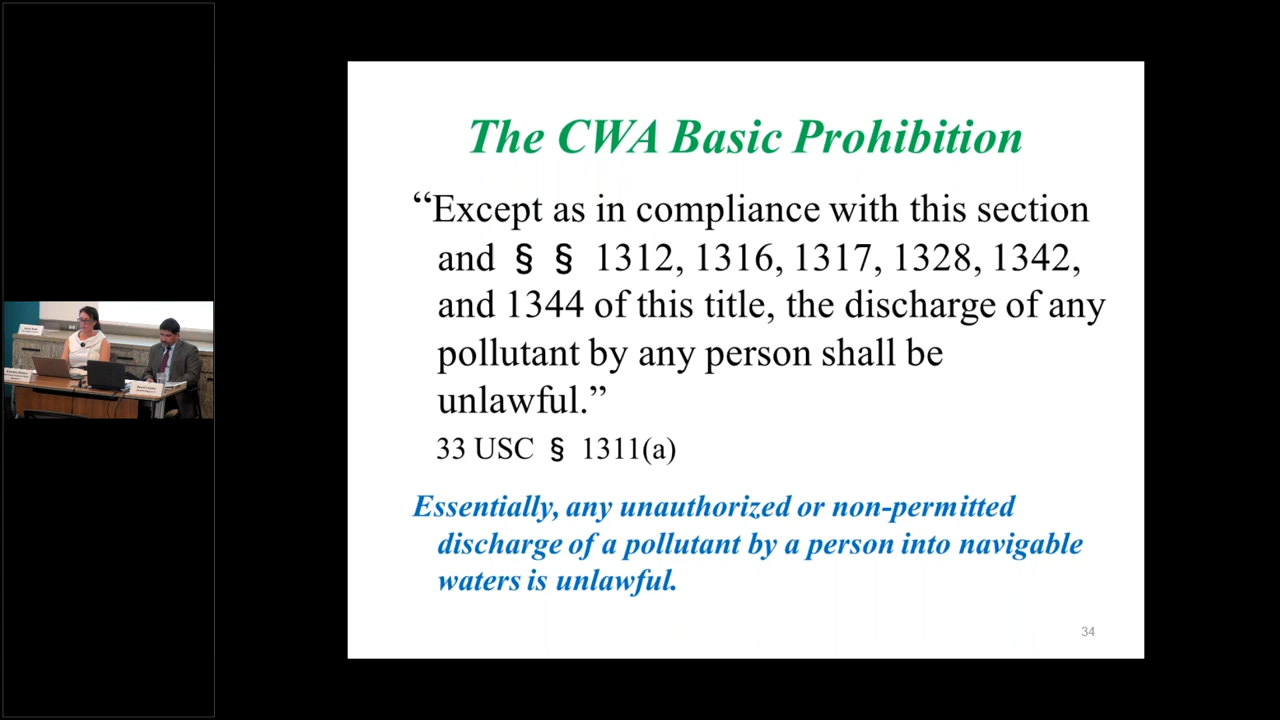 The CWA Basic Prohibition
“Except as in compliance with this section
and § § 1312, 1316, 1317, 1328, 1342,
and 1344 of this title, the discharge of any
pollutant by any person shall be
unlawful.”
33 USC § 1311(a)
Essentially, any unauthorized or non-permitted
discharge of a pollutant by a person into navigable
waters is unlawful.
34